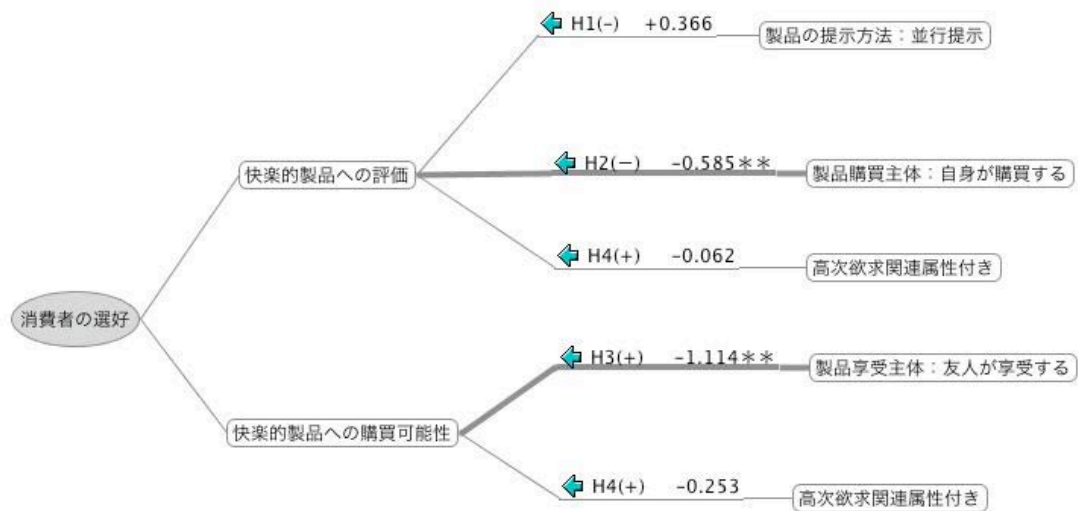 H1(-) +0.366
製品の提示方法：並行提示
快楽的製品への評価
H2(−) -0.585＊＊
製品購買主体：自身が購買する
H4(+) -0.062
高次欲求関連属性付き
消費者の選好
H3(+) -1.114＊＊
製品享受主体：友人が享受する
快楽的製品への購買可能性
H4(+) -0.253
高次欲求関連属性付き